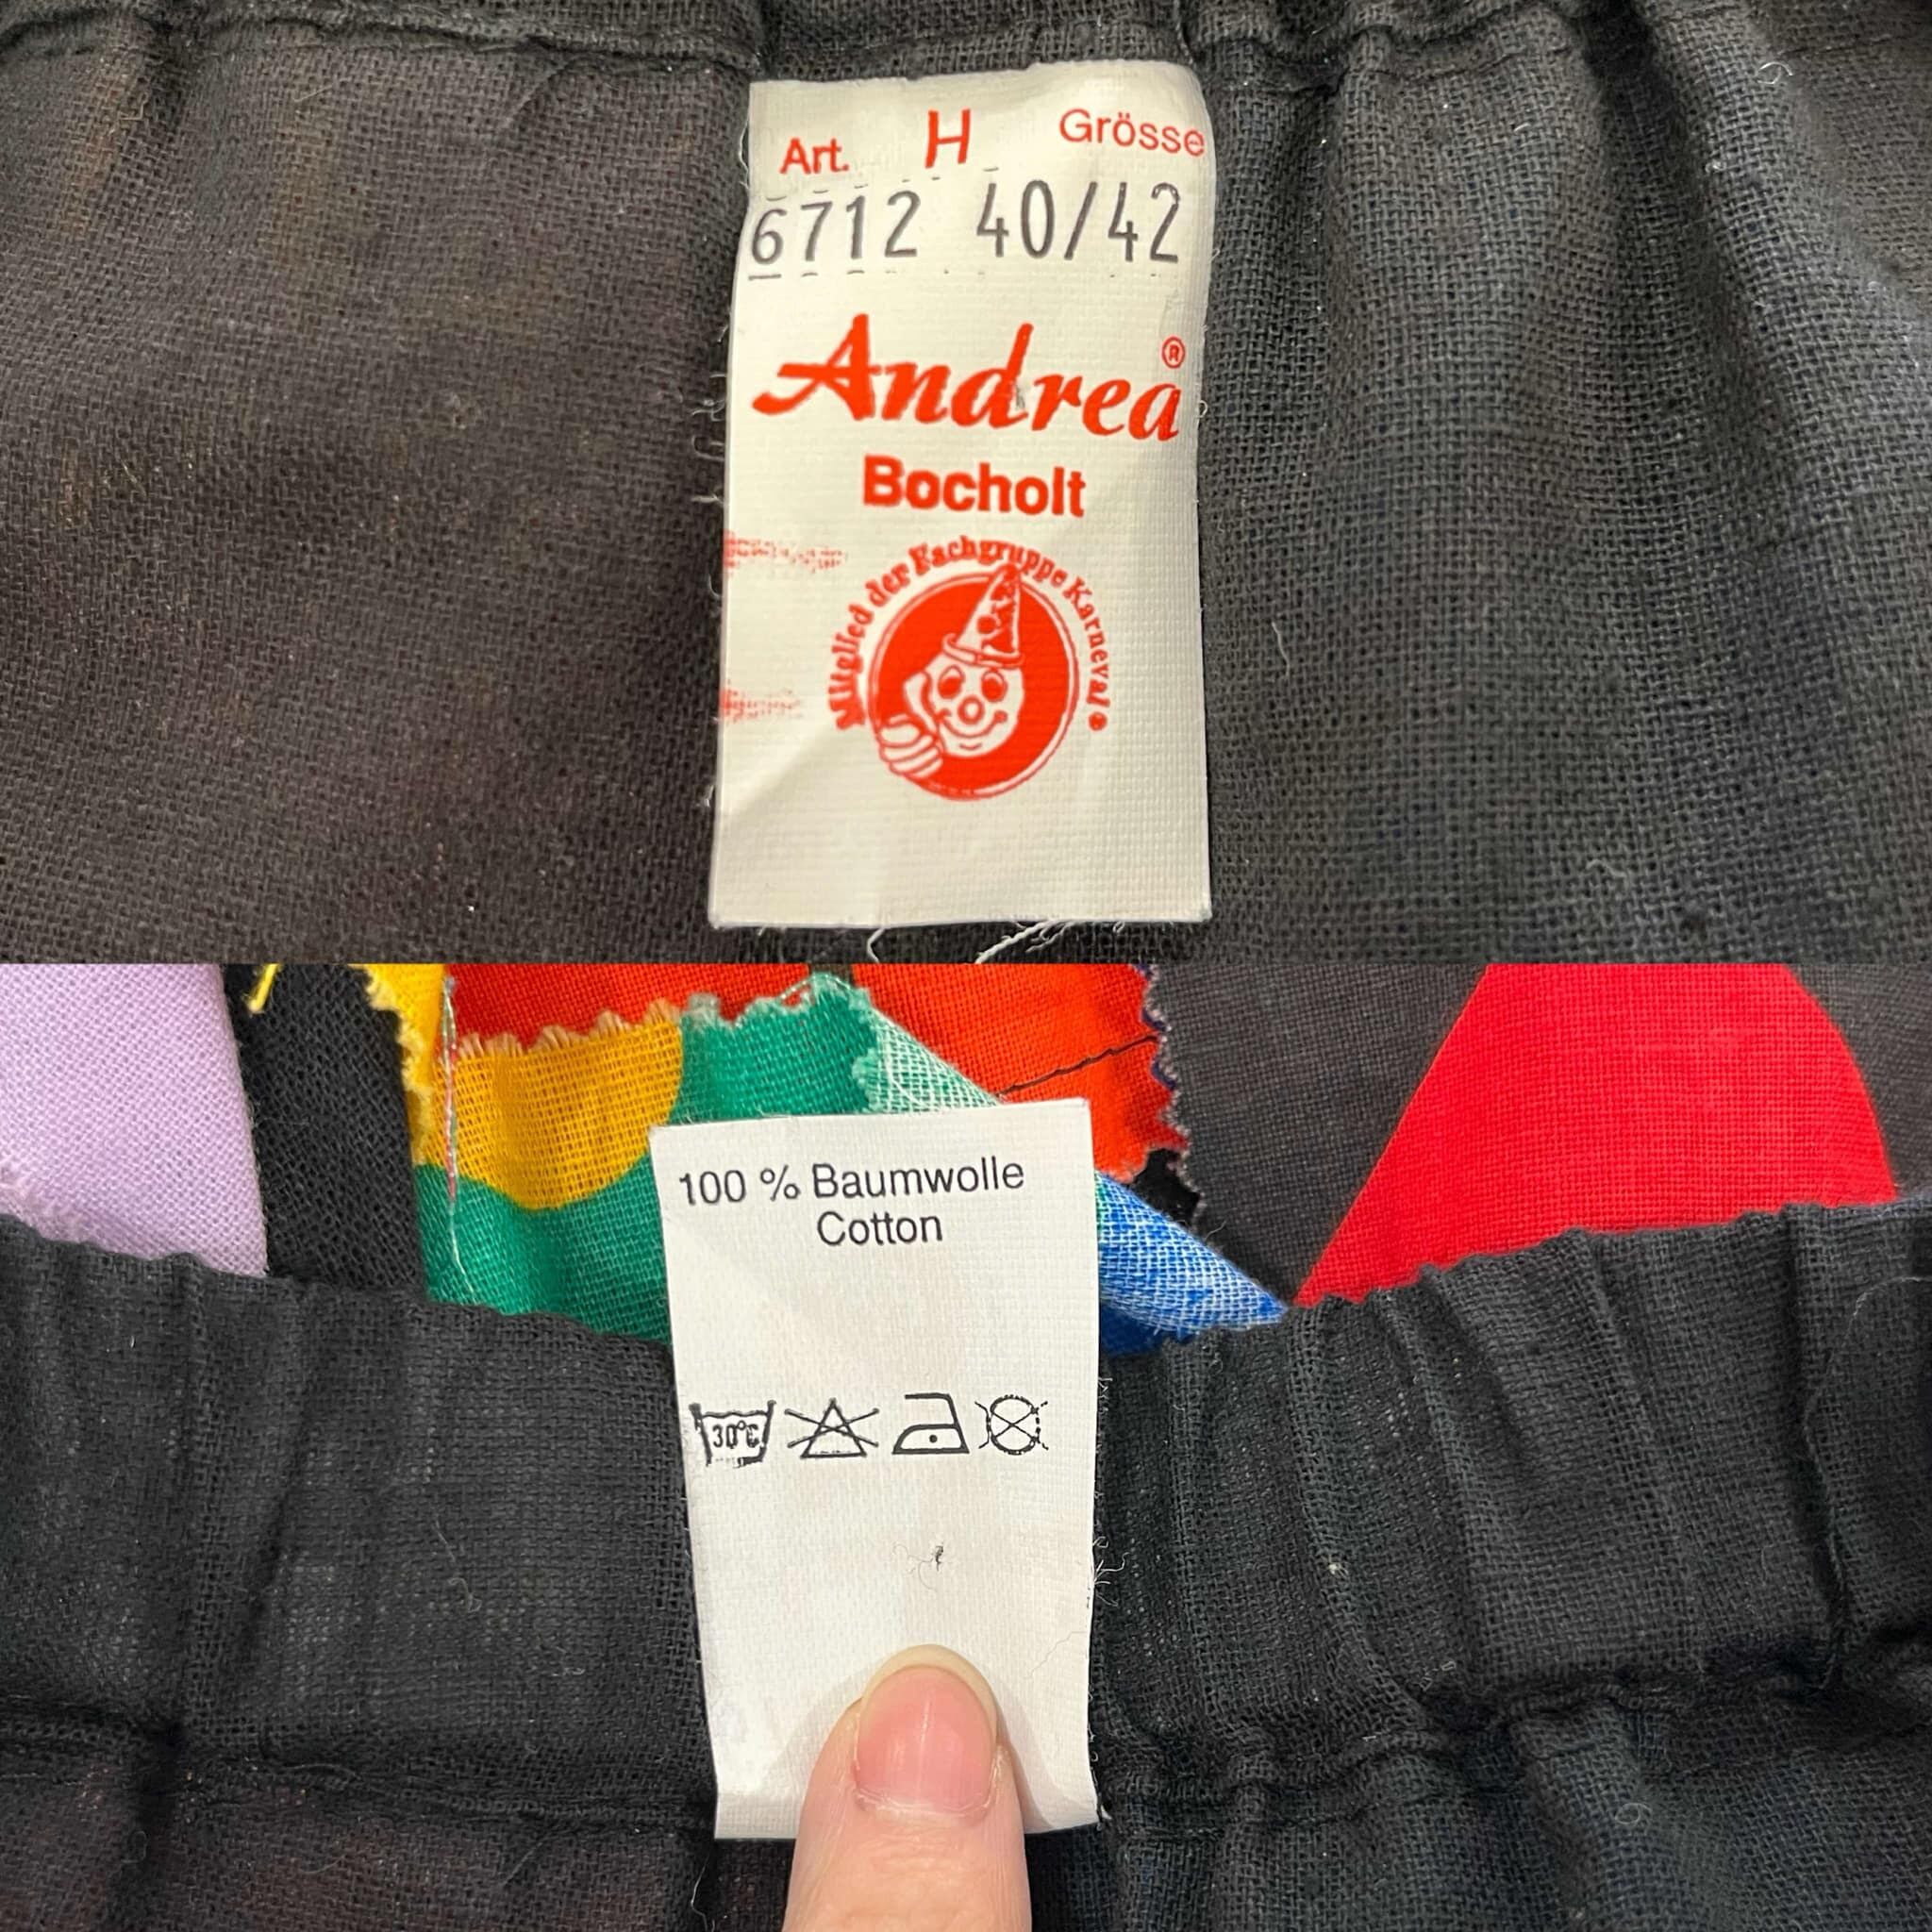 Art. H Grösse
6712 40/42
Andrea®
Bocholt
Mitglied der Fachgruppe Karneval ®
100 % Baumwolle
Cotton
30°C